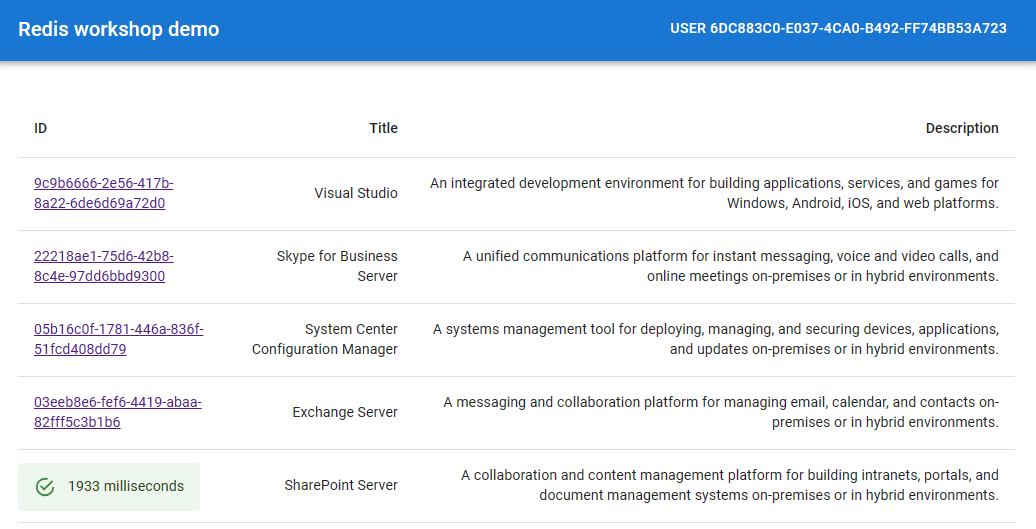 Redis workshop demo
USER 6DC883C0-E037-4CA0-B492-FF74BB53A723
ID
Title
Description
9c9b6666-2e56-417b-
8a22-6de6d69a72d0
Visual Studio
An integrated development environment for building applications, services, and games for
Windows, Android, iOS, and web platforms.
22218ae1-75d6-42b8-
8c4e-97dd6bbd9300
Skype for Business
Server
A unified communications platform for instant messaging, voice and video calls, and
online meetings on-premises or in hybrid environments.
05b16c0f-1781-446a-836f-
51fcd408dd79
System Center
Configuration Manager
A systems management tool for deploying, managing, and securing devices, applications,
and updates on-premises or in hybrid environments.
03eeb8e6-fef6-4419-abaa-
82fff5c3b1b6
Exchange Server
A messaging and collaboration platform for managing email, calendar, and contacts on-
premises or in hybrid environments.
1933 milliseconds
SharePoint Server
A collaboration and content management platform for building intranets, portals, and
document management systems on-premises or in hybrid environments.